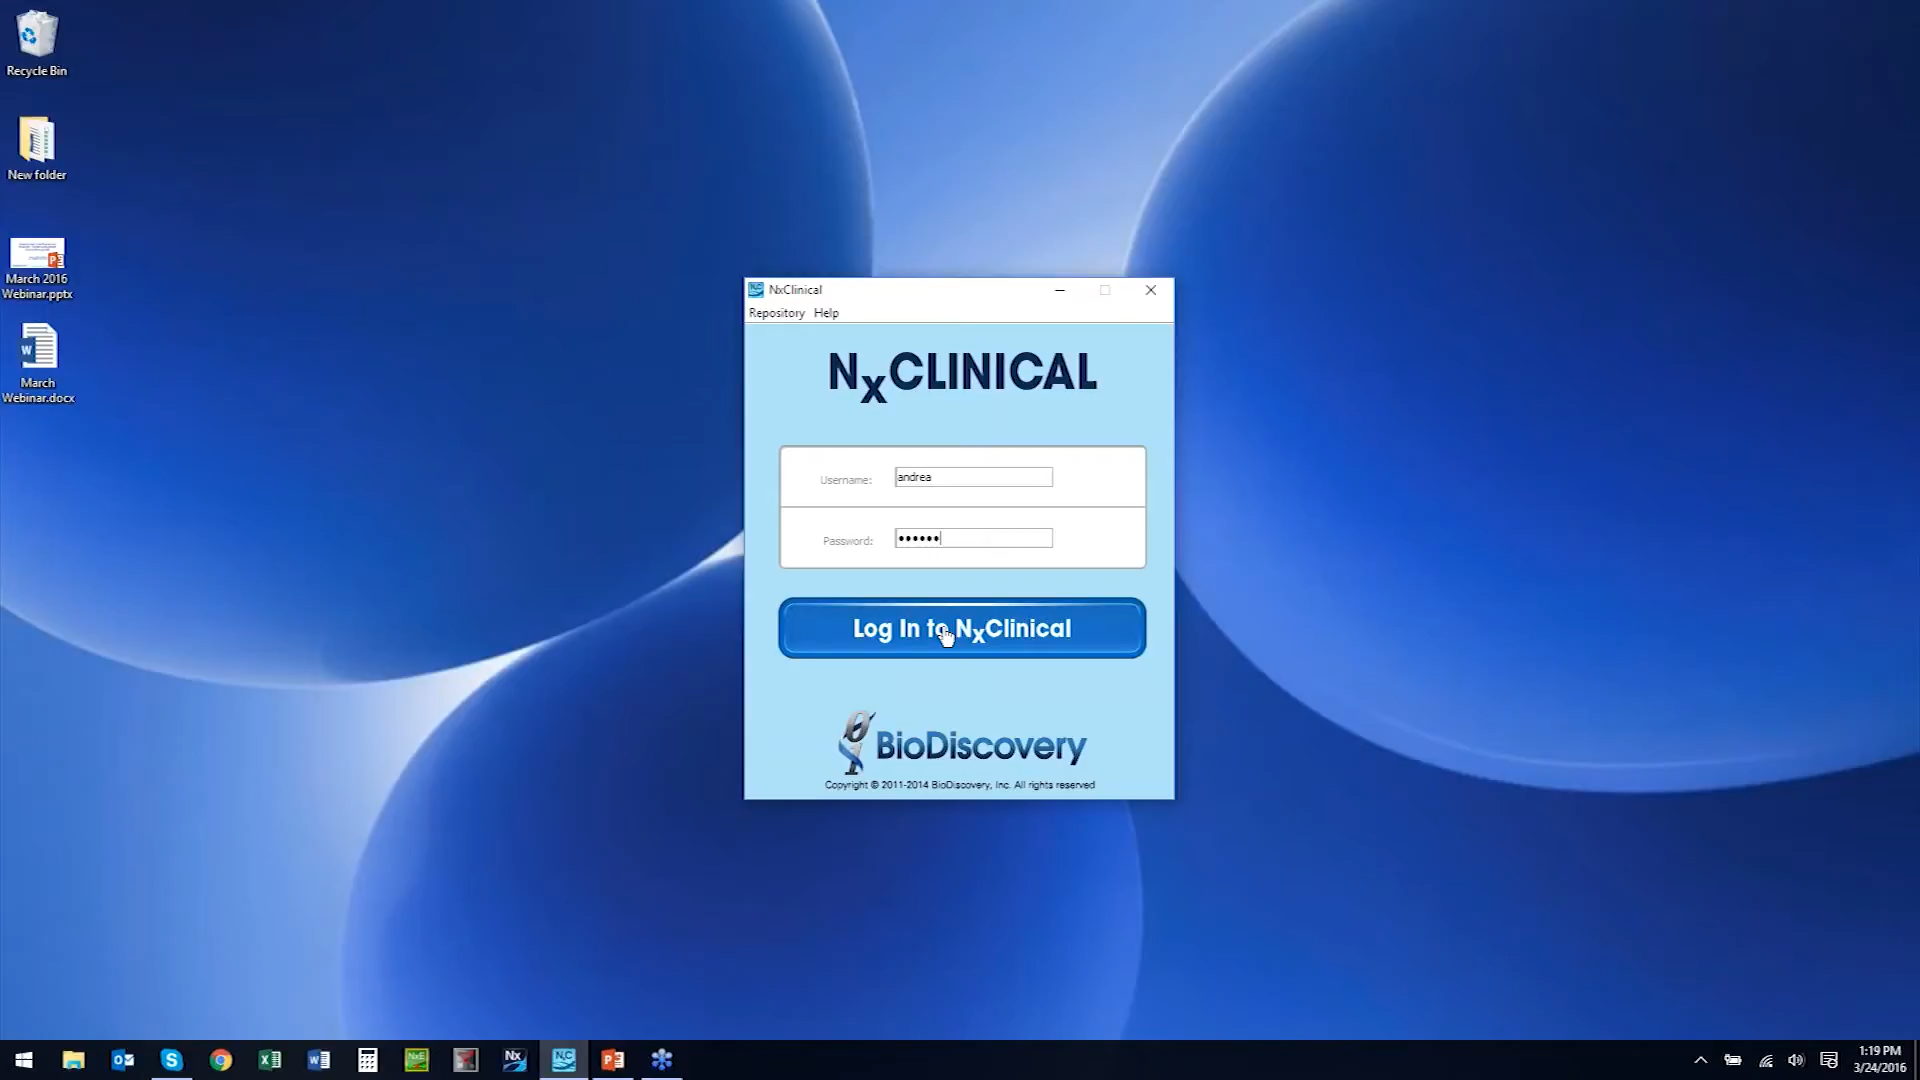 Recycle Bin
New folder
March 2016
Webinar.pptx
March
Webinar.docx
NxClinical
Repository Help
NxCLINICAL
Username: andrea
Password: ••••••
Log In to NxClinical
BioDiscovery
Copyright © 2011-2014 BioDiscovery, Inc. All rights reserved
1:19 PM
3/24/2016